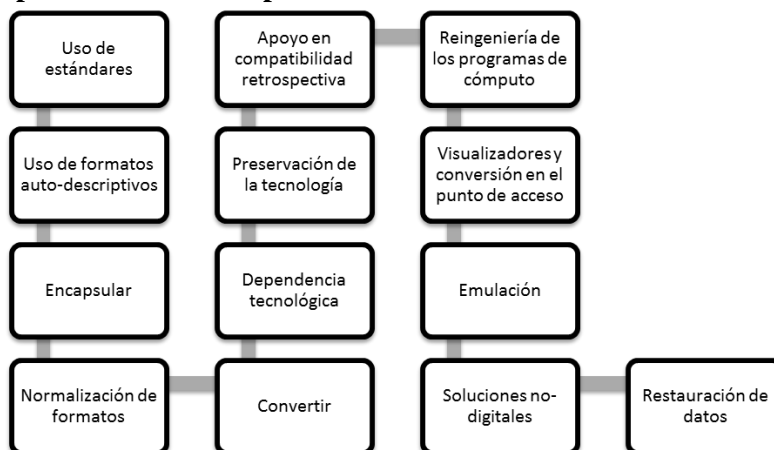 Uso de
estándares
Uso de formatos
auto-descriptivos
Encapsular
Normalización de
formatos
Convertir
Dependencia
tecnológica
Preservación de
la tecnología
Apoyo en
compatibilidad
retrospectiva
Reingeniería de
los programas de
cómputo
Visualizadores y
conversión en el
punto de acceso
Emulación
Soluciones no-
digitales
Restauración de
datos